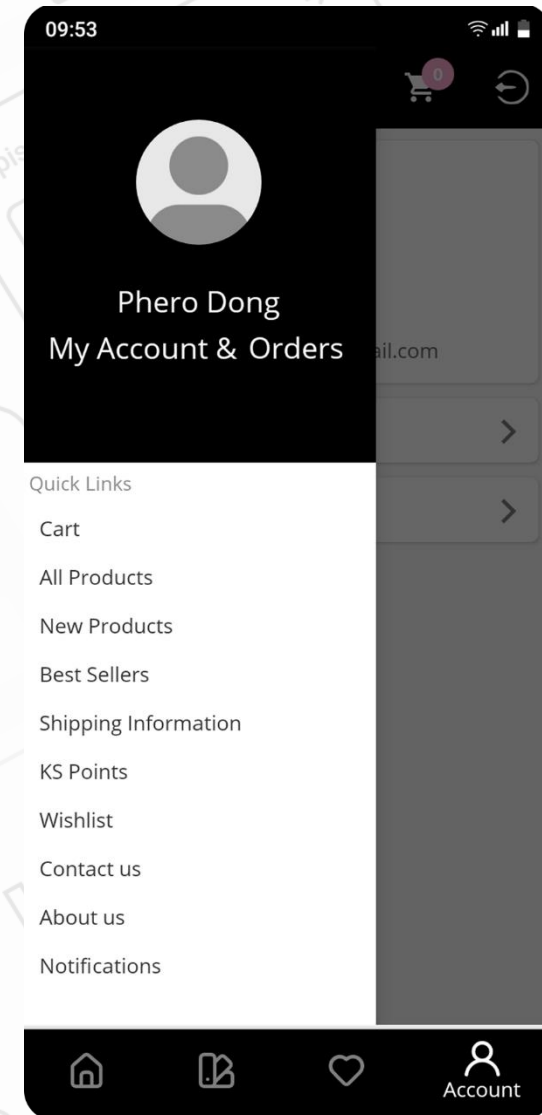 09:53
0
Phero Dong
My Account & Orders
ail.com
Quick Links
Cart
All Products
New Products
Best Sellers
Shipping Information
KS Points
Wishlist
Contact us
About us
Notifications
Account